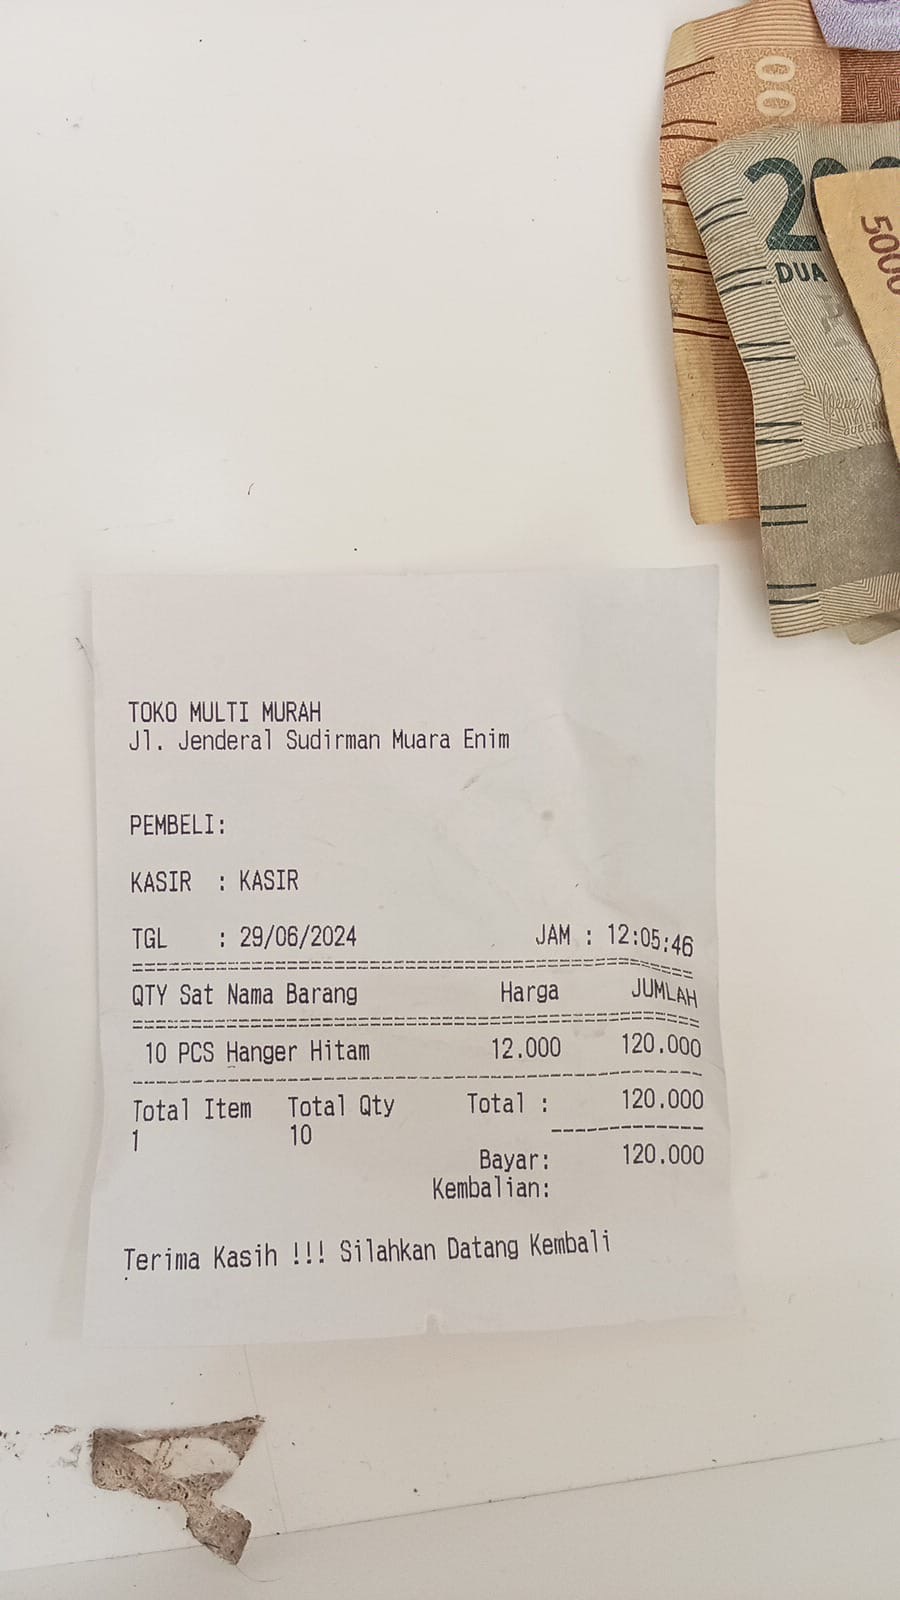 00
20
DUA
5000
TOKO MULTI MURAH
Jl. Jenderal Sudirman Muara Enim
PEMBELI:
KASIR : KASIR
TGL : 29/06/2024 JAM : 12:05:46
QTY Sat Nama Barang Harga JUMLAH
10 PCS Hanger Hitam 12.000 120.000
Total Item Total Qty Total : 120.000
1 10
Bayar: 120.000
Kembalian:
Terima Kasih !!! Silahkan Datang Kembali